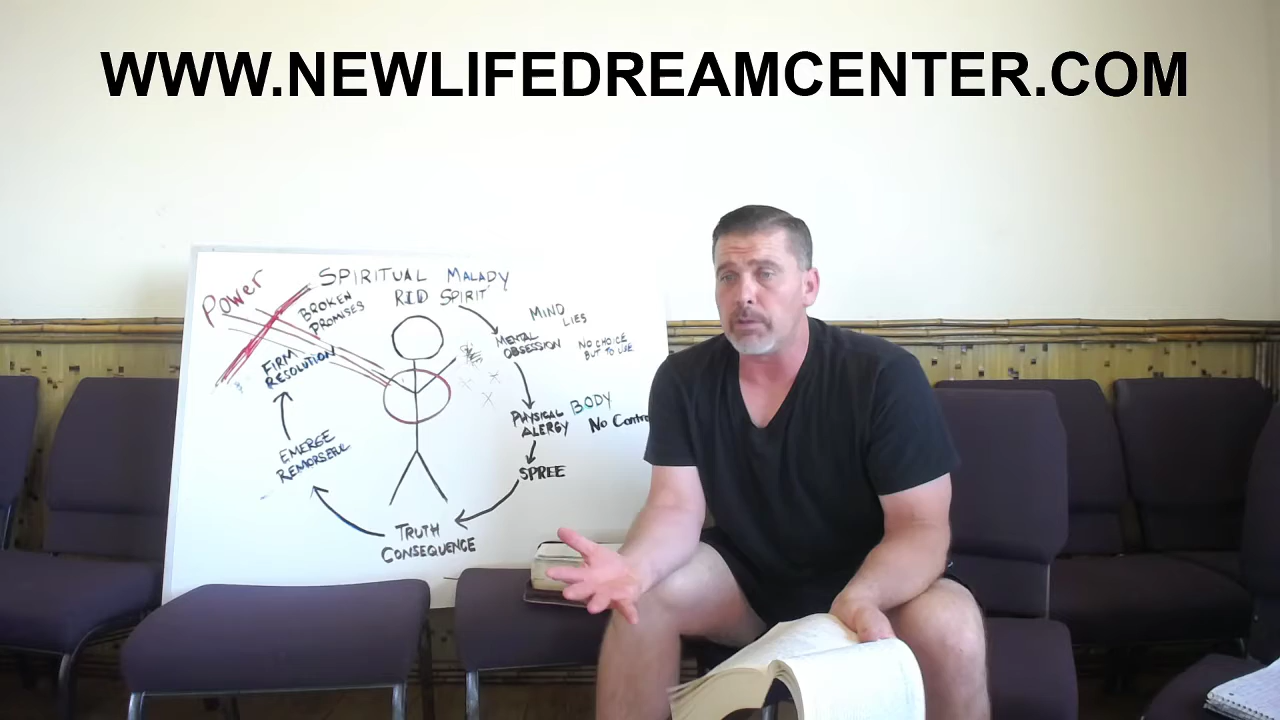 WWW.NEWLIFEDREAMCENTER.COM
Power
SPIRITUAL MALADY
RID SPIRIT
BROKEN
PROMISES
MIND
LIES
MENTAL
OBSESSION
NO CHOICE
BUT TO USE
FIRM
RESOLUTION
PHYSICAL
ALERGY
BODY
No Contro
EMERGE
REMORSEFUL
SPREE
TRUTH
CONSEQUENCE